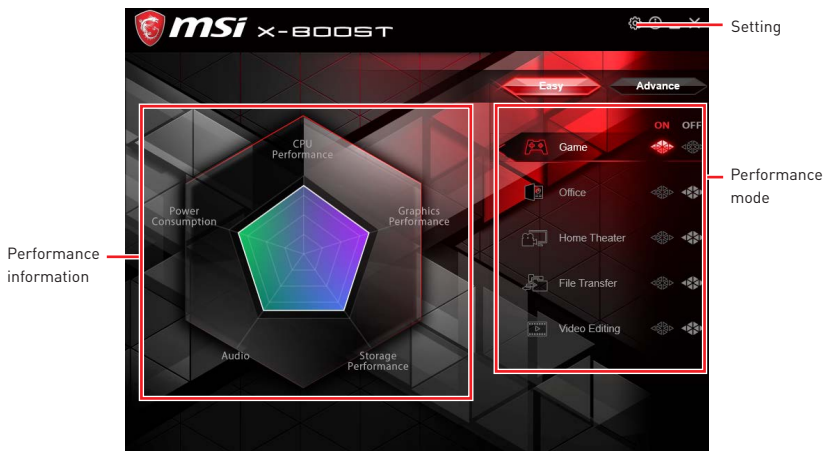 msi X-BOOST
Setting
Easy
Advance
ON OFF
Game
Office
Home Theater
File Transfer
Video Editing
Performance
mode
Performance
information
CPU
Performance
Graphics
Performance
Storage
Performance
Audio
Power
Consumption